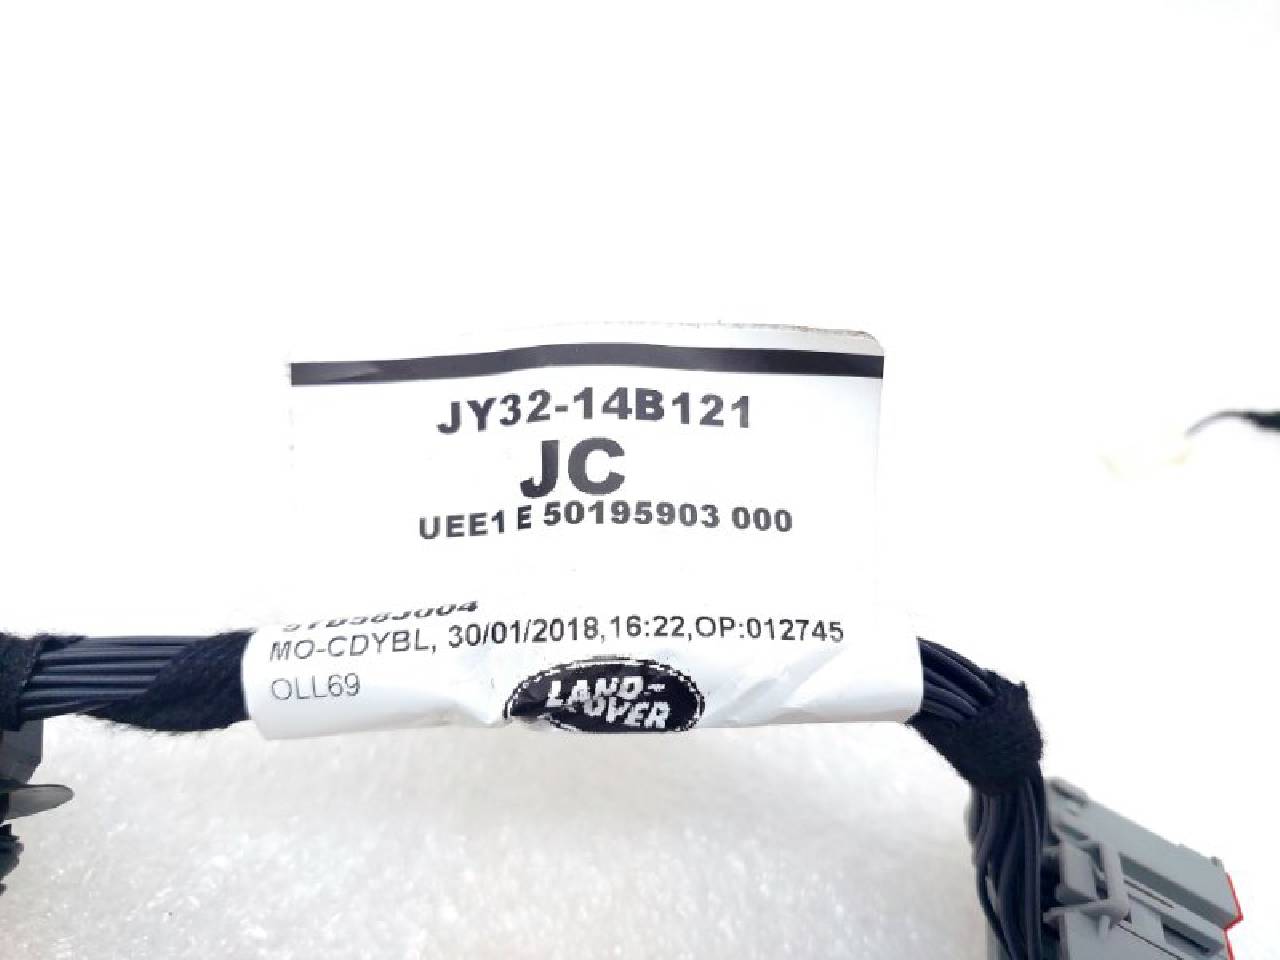 JY32-14B121
JC
UEE1 E 50195903 000
MO-CDYBL, 30/01/2018,16:22,OP:012745
OLL69
LAND-
ROVER